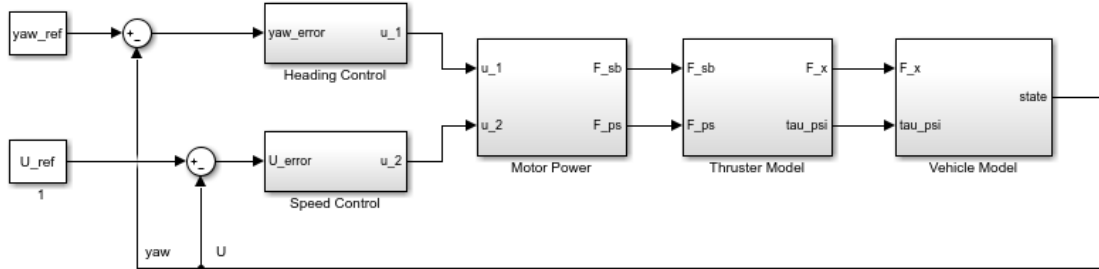 yaw_ref
+
-
yaw_error
u_1
Heading Control
u_1
u_2
F_sb
F_ps
Motor Power
F_sb
F_ps
F_x
tau_psi
Thruster Model
F_x
tau_psi
state
Vehicle Model
U_ref
1
+
-
U_error
u_2
Speed Control
yaw
U